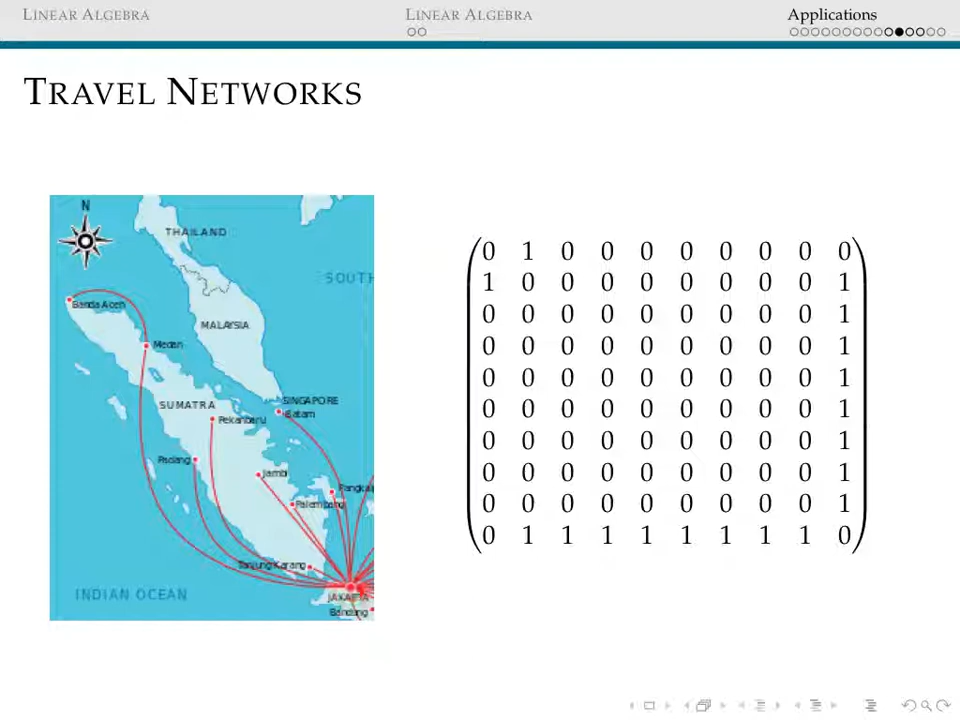 LINEAR ALGEBRA LINEAR ALGEBRA Applications
TRAVEL NETWORKS
N
THAILAND
SOUTH
Banda Aceh
MALAYSIA
Medan
SINGAPORE
SUMATRA
Batam
Pekanbaru
Padang
Jambi
Pangkal
Palembang
Tanjung Karang
INDIAN OCEAN
JAKARTA
Bandung
0 1 0 0 0 0 0 0 0 0
1 0 0 0 0 0 0 0 0 1
0 0 0 0 0 0 0 0 0 1
0 0 0 0 0 0 0 0 0 1
0 0 0 0 0 0 0 0 0 1
0 0 0 0 0 0 0 0 0 1
0 0 0 0 0 0 0 0 0 1
0 0 0 0 0 0 0 0 0 1
0 0 0 0 0 0 0 0 0 1
0 1 1 1 1 1 1 1 1 0